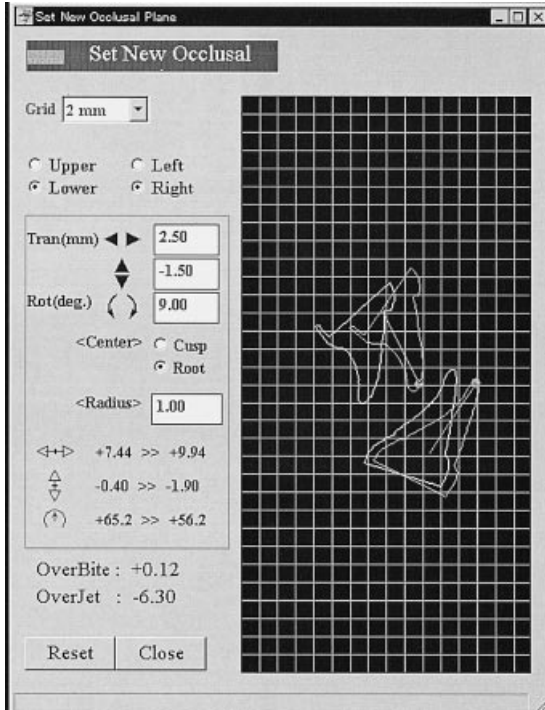 Set New Occlusal Plane
Set New Occlusal
Grid 2 mm
Upper Left
Lower Right
Tran(mm) 2.50
-1.50
Rot(deg.) 9.00
<Center> Cusp
Root
<Radius> 1.00
+7.44 >> +9.94
-0.40 >> -1.90
+65.2 >> +56.2
OverBite : +0.12
OverJet : -6.30
Reset Close